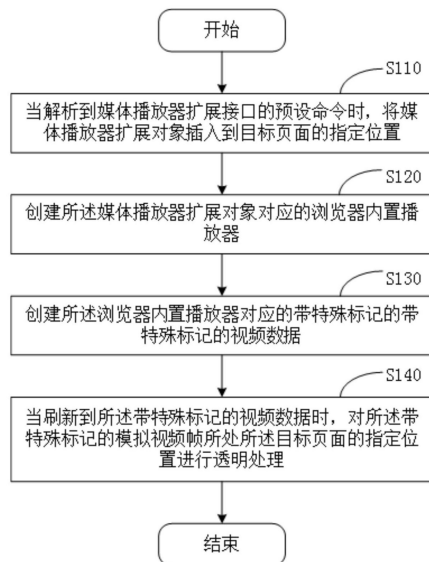 开始
S110
当解析到媒体播放器扩展接口的预设命令时，将媒
体播放器扩展对象插入到目标页面的指定位置
S120
创建所述媒体播放器扩展对象对应的浏览器内置播
放器
S130
创建所述浏览器内置播放器对应的带特殊标记的带
特殊标记的视频数据
S140
当刷新到所述带特殊标记的视频数据时，对所述带
特殊标记的模拟视频帧所处所述目标页面的指定位
置进行透明处理
结束